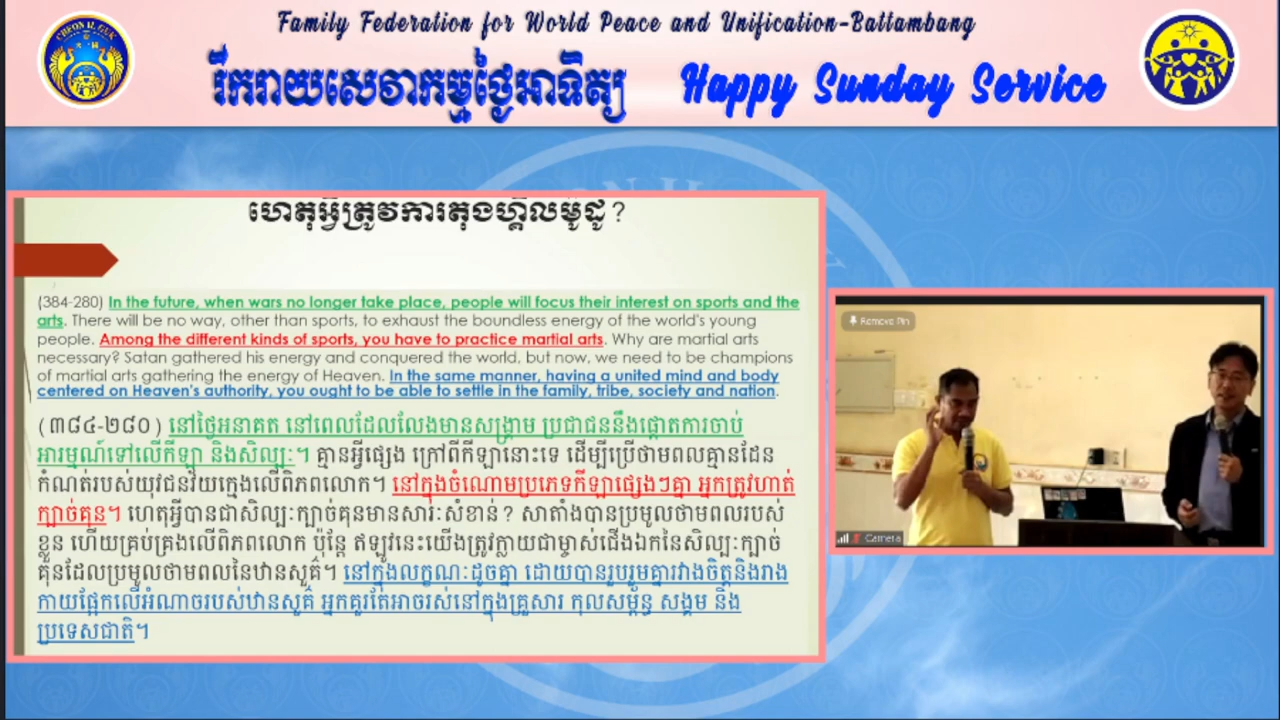 Family Federation for World Peace and Unification-Battambang
រីករាយសេវាកម្មថ្ងៃអាទិត្យ Happy Sunday Service
ហេតុអ្វីត្រូវការតុងហ្គីលមូដូ?
(384-280) In the future, when wars no longer take place, people will focus their interest on sports and the
arts. There will be no way, other than sports, to exhaust the boundless energy of the world's young
people. Among the different kinds of sports, you have to practice martial arts. Why are martial arts
necessary? Satan gathered his energy and conquered the world, but now, we need to be champions
of martial arts gathering the energy of Heaven. In the same manner, having a united mind and body
centered on Heaven's authority, you ought to be able to settle in the family, tribe, society and nation.
(៣៨៤-២៨០) នៅថ្ងៃអនាគត នៅពេលដែលលែងមានសង្គ្រាម ប្រជាជននឹងផ្តោតការចាប់
អារម្មណ៍ទៅលើកីឡា និងសិល្បៈ។ គ្មានអ្វីផ្សេង ក្រៅពីកីឡានោះទេ ដើម្បីប្រើថាមពលគ្មានដែន
កំណត់របស់យុវជនវ័យក្មេងលើពិភពលោក។ នៅក្នុងចំណោមប្រភេទកីឡាផ្សេងៗគ្នា អ្នកត្រូវហាត់
ក្បាច់គុន។ ហេតុអ្វីបានជាសិល្បៈក្បាច់គុនមានសារៈសំខាន់? សាតាំងបានប្រមូលថាមពលរបស់
ខ្លួន ហើយគ្រប់គ្រងលើពិភពលោក ប៉ុន្តែ ឥឡូវនេះយើងត្រូវក្លាយជាម្ចាស់ជើងឯកនៃសិល្បៈក្បាច់
គុនដែលប្រមូលថាមពលនៃឋានសួគ៌។ នៅក្នុងលក្ខណៈដូចគ្នា ដោយបានរួបរួមគ្នារវាងចិត្តនិងរាង
កាយផ្អែកលើអំណាចរបស់ឋានសួគ៌ អ្នកគួរតែអាចរស់នៅក្នុងគ្រួសារ កុលសម្ព័ន្ធ សង្គម និង
ប្រទេសជាតិ។
Remove Pin
Camera